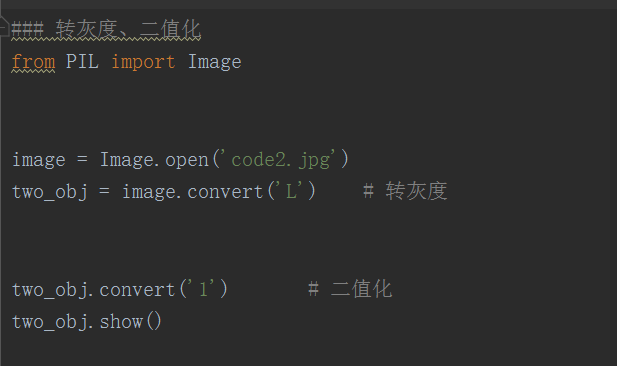 ### 转灰度、二值化
from PIL import Image
image = Image.open('code2.jpg')
two_obj = image.convert('L')    # 转灰度
two_obj.convert('1')       # 二值化
two_obj.show()